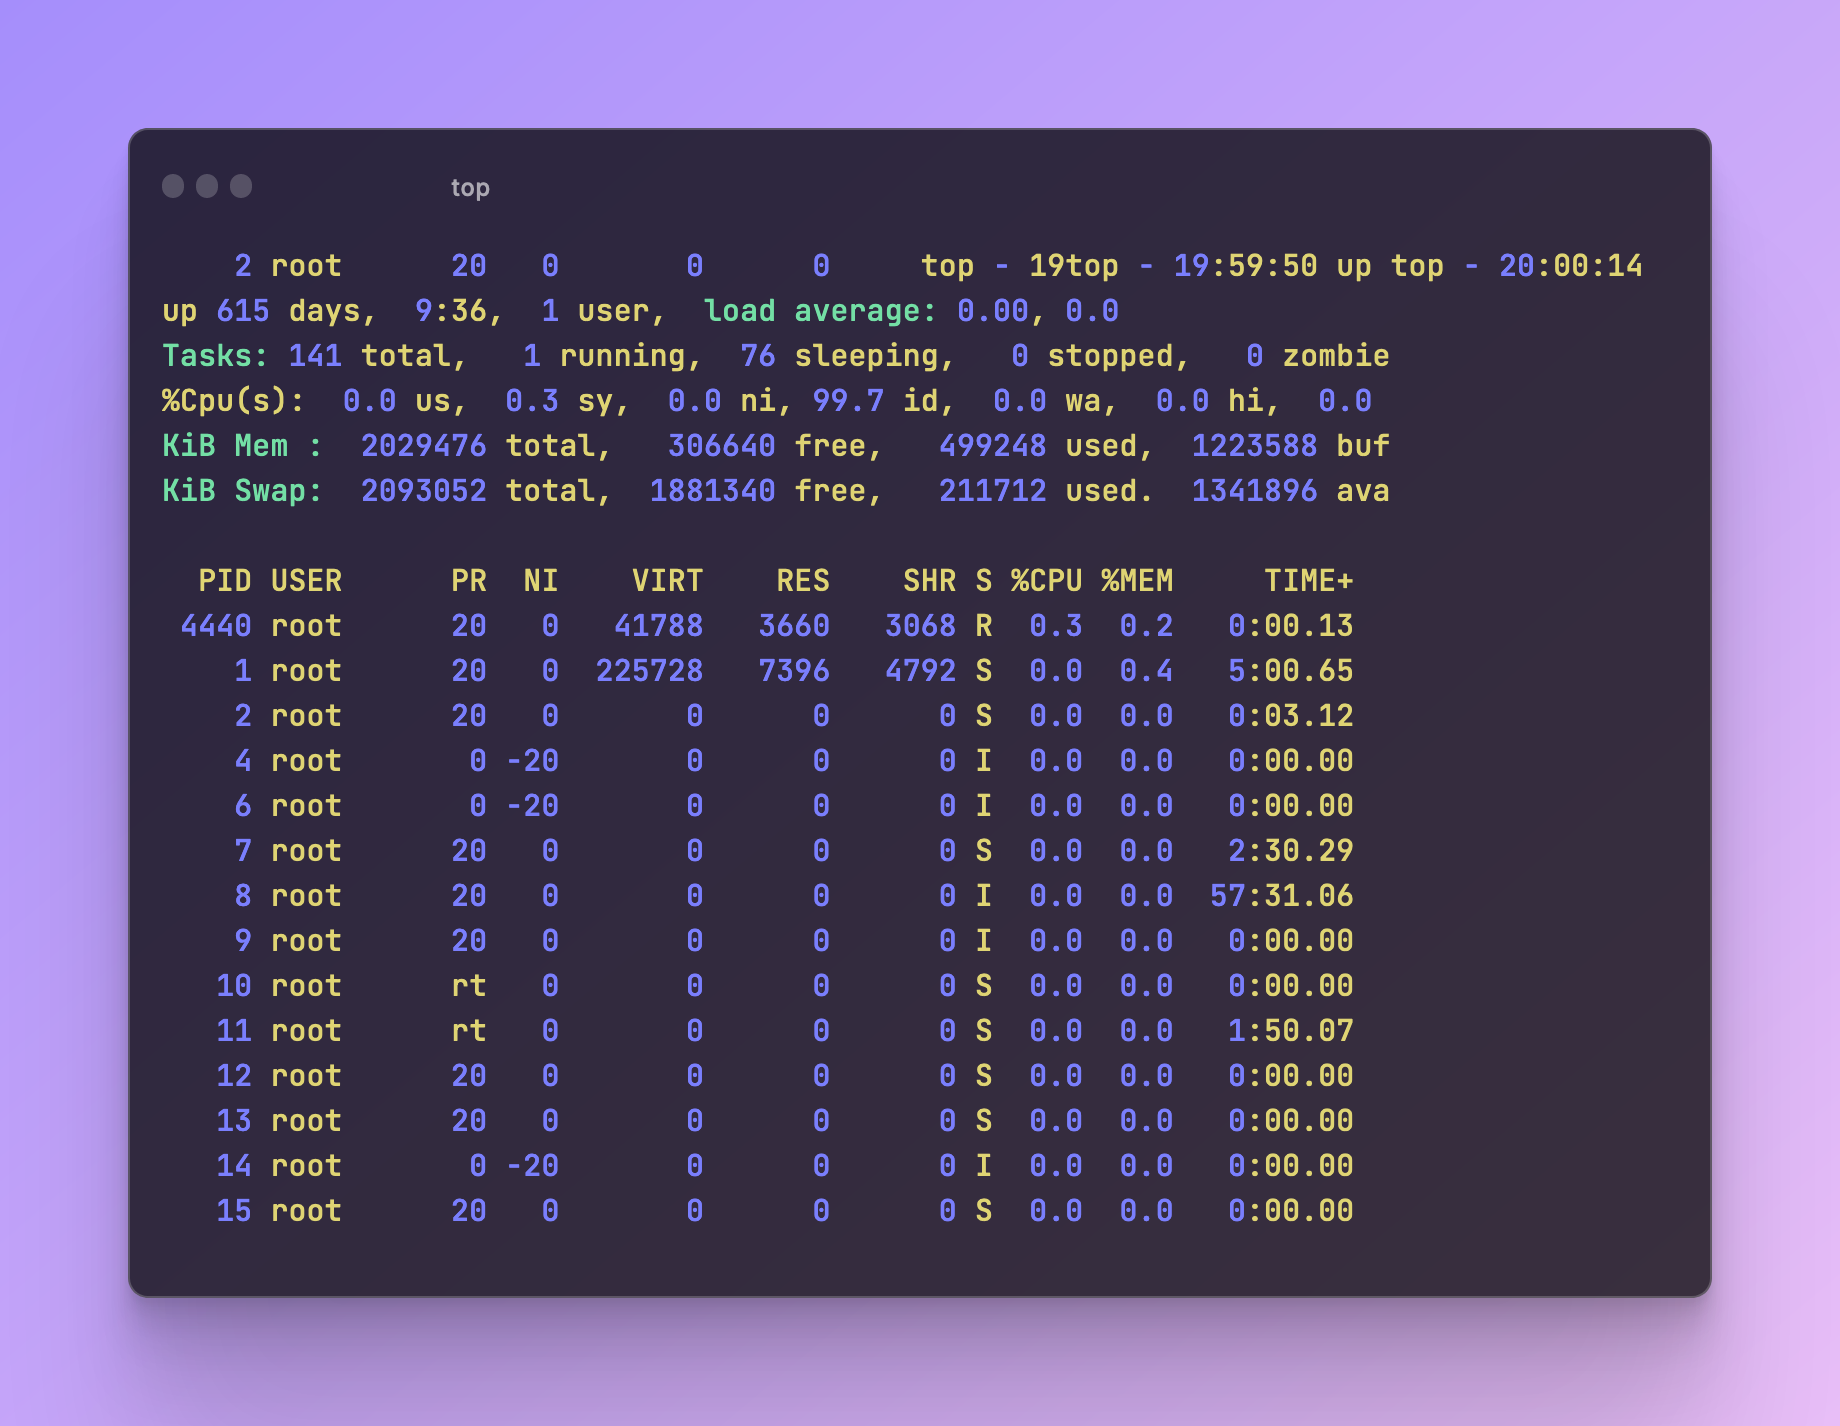 top
    2 root      20   0       0      0     top - 19top - 19:59:50 up top - 20:00:14
up 615 days,  9:36,  1 user,  load average: 0.00, 0.0
Tasks: 141 total,   1 running,  76 sleeping,   0 stopped,   0 zombie
%Cpu(s):  0.0 us,  0.3 sy,  0.0 ni, 99.7 id,  0.0 wa,  0.0 hi,  0.0
KiB Mem :  2029476 total,   306640 free,   499248 used,  1223588 buf
KiB Swap:  2093052 total,  1881340 free,   211712 used.  1341896 ava
  PID USER      PR  NI    VIRT    RES    SHR S %CPU %MEM     TIME+
 4440 root      20   0   41788   3660   3068 R  0.3  0.2   0:00.13
    1 root      20   0  225728   7396   4792 S  0.0  0.4   5:00.65
    2 root      20   0       0      0      0 S  0.0  0.0   0:03.12
    4 root       0 -20       0      0      0 I  0.0  0.0   0:00.00
    6 root       0 -20       0      0      0 I  0.0  0.0   0:00.00
    7 root      20   0       0      0      0 S  0.0  0.0   2:30.29
    8 root      20   0       0      0      0 I  0.0  0.0  57:31.06
    9 root      20   0       0      0      0 I  0.0  0.0   0:00.00
   10 root      rt   0       0      0      0 S  0.0  0.0   0:00.00
   11 root      rt   0       0      0      0 S  0.0  0.0   1:50.07
   12 root      20   0       0      0      0 S  0.0  0.0   0:00.00
   13 root      20   0       0      0      0 S  0.0  0.0   0:00.00
   14 root       0 -20       0      0      0 I  0.0  0.0   0:00.00
   15 root      20   0       0      0      0 S  0.0  0.0   0:00.00